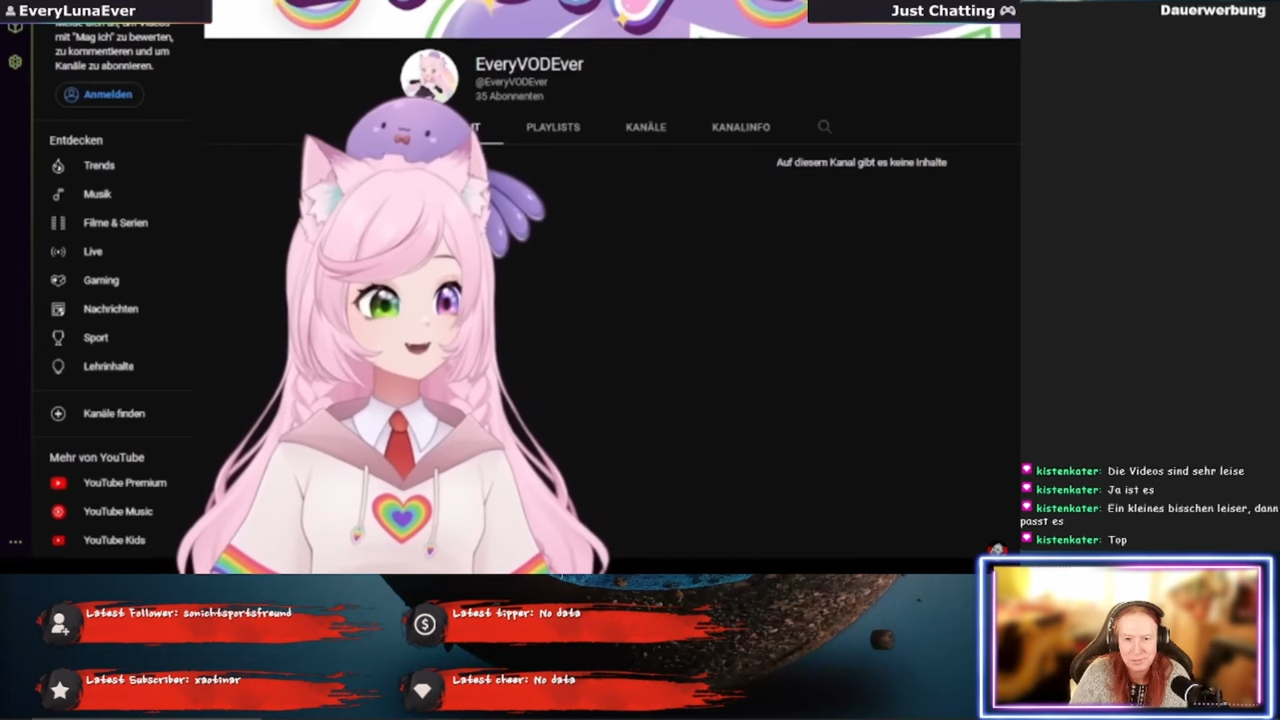 EveryLunaEver
Just Chatting
Dauerwerbung
mit "Mag ich" zu bewerten,
zu kommentieren und um
Kanäle zu abonnieren.
Anmelden
EveryVODEver
@EveryVODEver
35 Abonnenten
PLAYLISTS
KANÄLE
KANALINFO
Auf diesem Kanal gibt es keine Inhalte
Entdecken
Trends
Musik
Filme & Serien
Live
Gaming
Nachrichten
Sport
Lehrinhalte
Kanäle finden
Mehr von YouTube
YouTube Premium
YouTube Music
YouTube Kids
kistenkater: Die Videos sind sehr leise
kistenkater: Ja ist es
kistenkater: Ein kleines bisschen leiser, dann
passt es
kistenkater: Top
Latest Follower: sonichtsportsfreund
Latest tipper: No data
Latest Subscriber: xaotinar
Latest cheer: No data